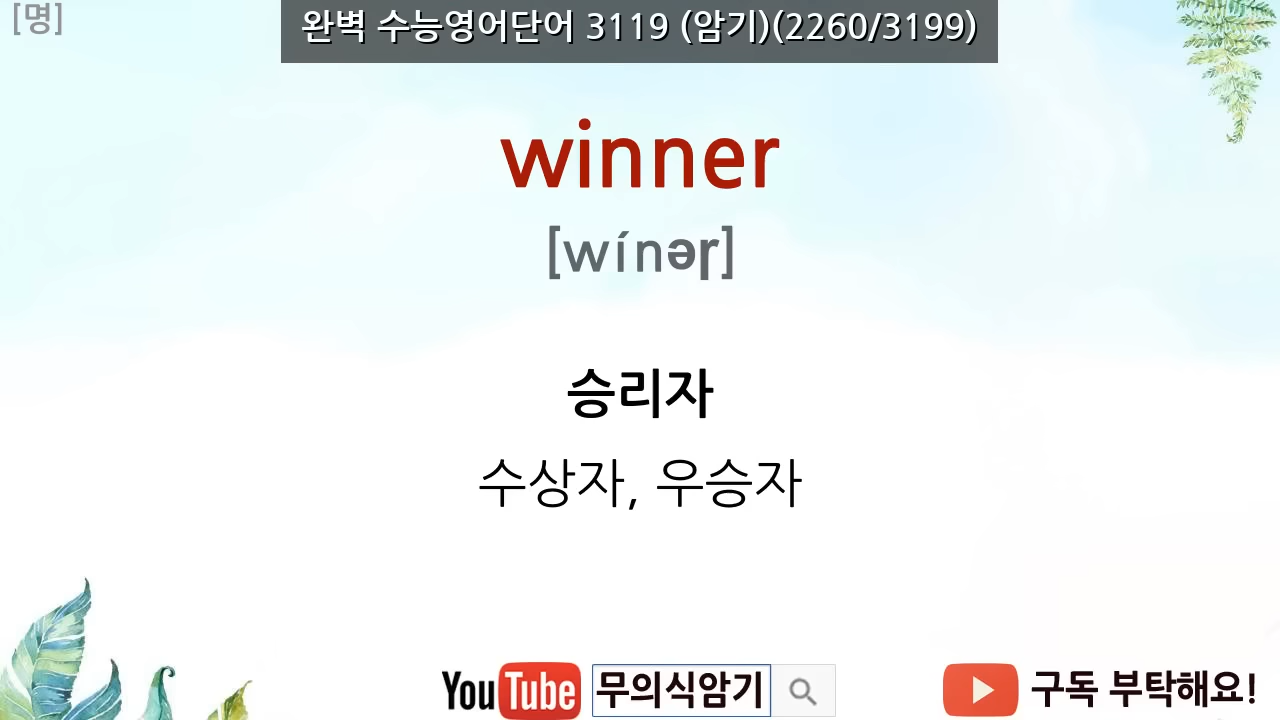 [명]
완벽 수능영어단어 3119 (암기)(2260/3199)
winner
[wínəɼ]
승리자
수상자, 우승자
YouTube 무의식암기
구독 부탁해요!